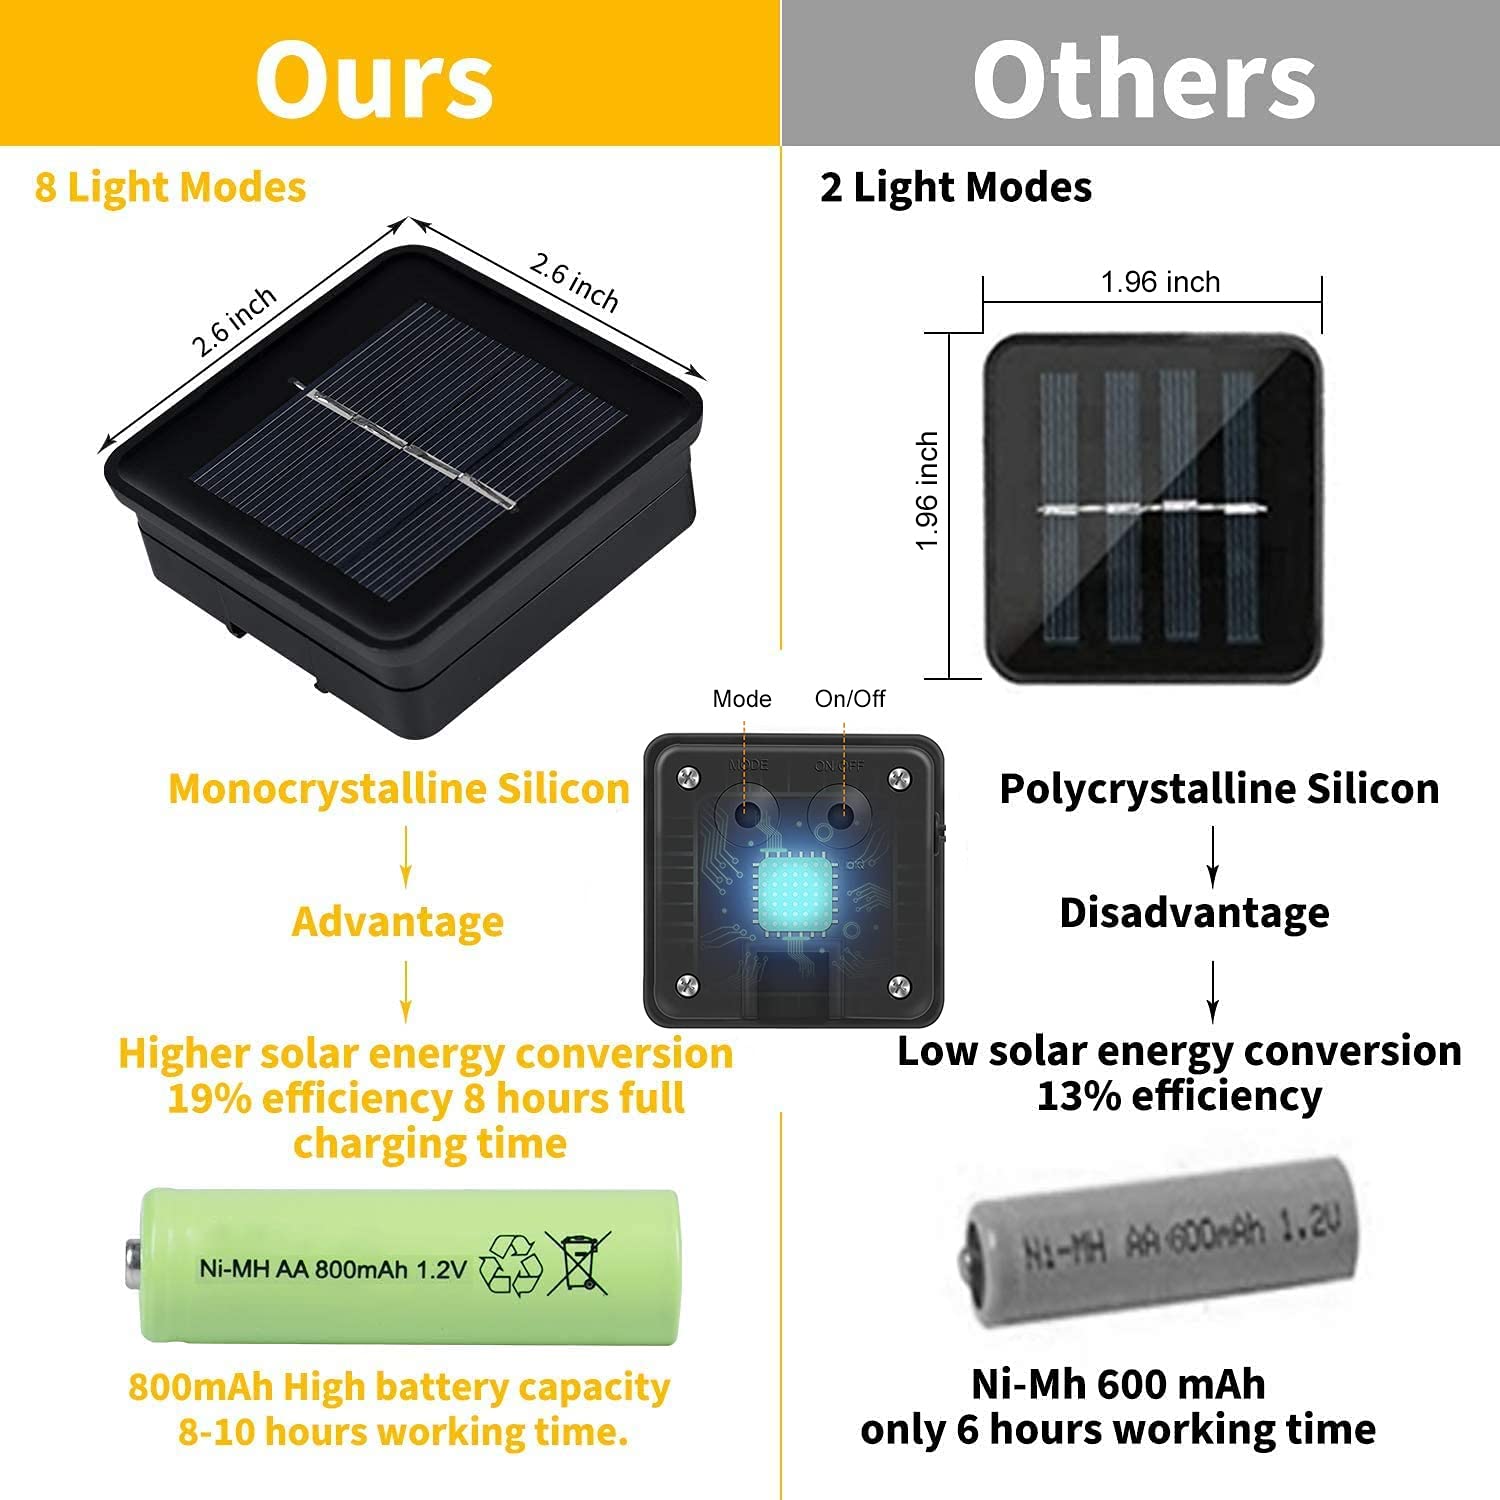 Ours
Others
8 Light Modes
2 Light Modes
2.6 inch
2.6 inch
1.96 inch
1.96 inch
Mode
On/Off
MODE
ON/OFF
Monocrystalline Silicon
Advantage
Higher solar energy conversion
19% efficiency 8 hours full
charging time
Ni-MH AA 800mAh 1.2V
800mAh High battery capacity
8-10 hours working time.
Polycrystalline Silicon
Disadvantage
Low solar energy conversion
13% efficiency
Ni-MH AA 600mAh 1.2V
Ni-Mh 600 mAh
only 6 hours working time